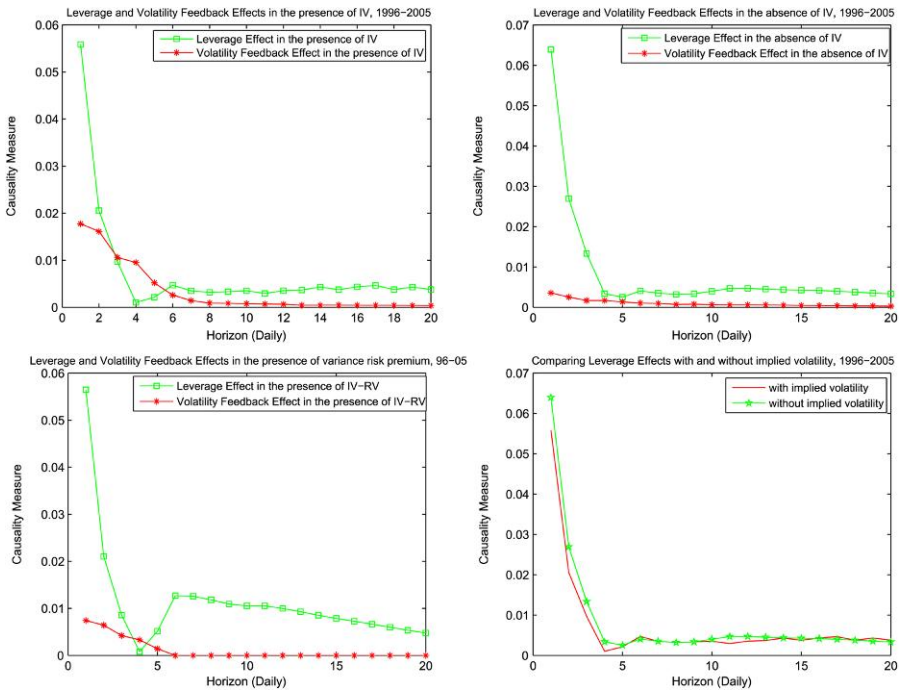 Leverage and Volatility Feedback Effects in the presence of IV, 1996-2005
0.06
0.05
0.04
0.03
0.02
0.01
0
Causality Measure
Leverage Effect in the presence of IV
Volatility Feedback Effect in the presence of IV
0 2 4 6 8 10 12 14 16 18 20
Horizon (Daily)
Leverage and Volatility Feedback Effects in the absence of IV, 1996-2005
0.07
0.06
0.05
0.04
0.03
0.02
0.01
0
Causality Measure
Leverage Effect in the absence of IV
Volatility Feedback Effect in the absence of IV
0 5 10 15 20
Horizon (Daily)
Leverage and Volatility Feedback Effects in the presence of variance risk premium, 96-05
0.06
0.05
0.04
0.03
0.02
0.01
0
Causality Measure
Leverage Effect in the presence of IV-RV
Volatility Feedback Effect in the presence of IV-RV
0 2 4 6 8 10 12 14 16 18 20
Horizon (Daily)
Comparing Leverage Effects with and without implied volatility, 1996-2005
0.07
0.06
0.05
0.04
0.03
0.02
0.01
0
Causality Measure
with implied volatility
without implied volatility
0 5 10 15 20
Horizon (Daily)